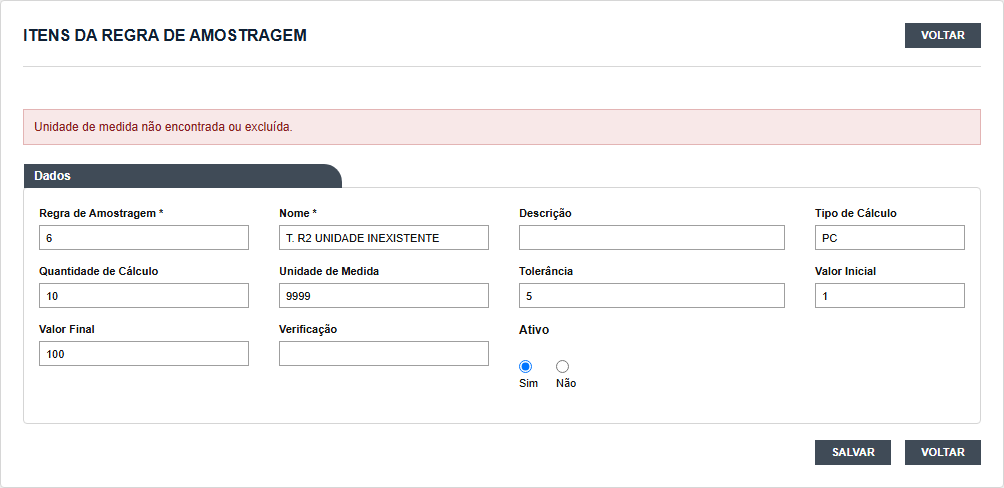 ITENS DA REGRA DE AMOSTRAGEM
VOLTAR
Unidade de medida não encontrada ou excluída.
Dados
Regra de Amostragem * Nome * Descrição Tipo de Cálculo
6 T. R2 UNIDADE INEXISTENTE PC
Quantidade de Cálculo Unidade de Medida Tolerância Valor Inicial
10 9999 5 1
Valor Final Verificação Ativo
100
Sim Não
SALVAR VOLTAR